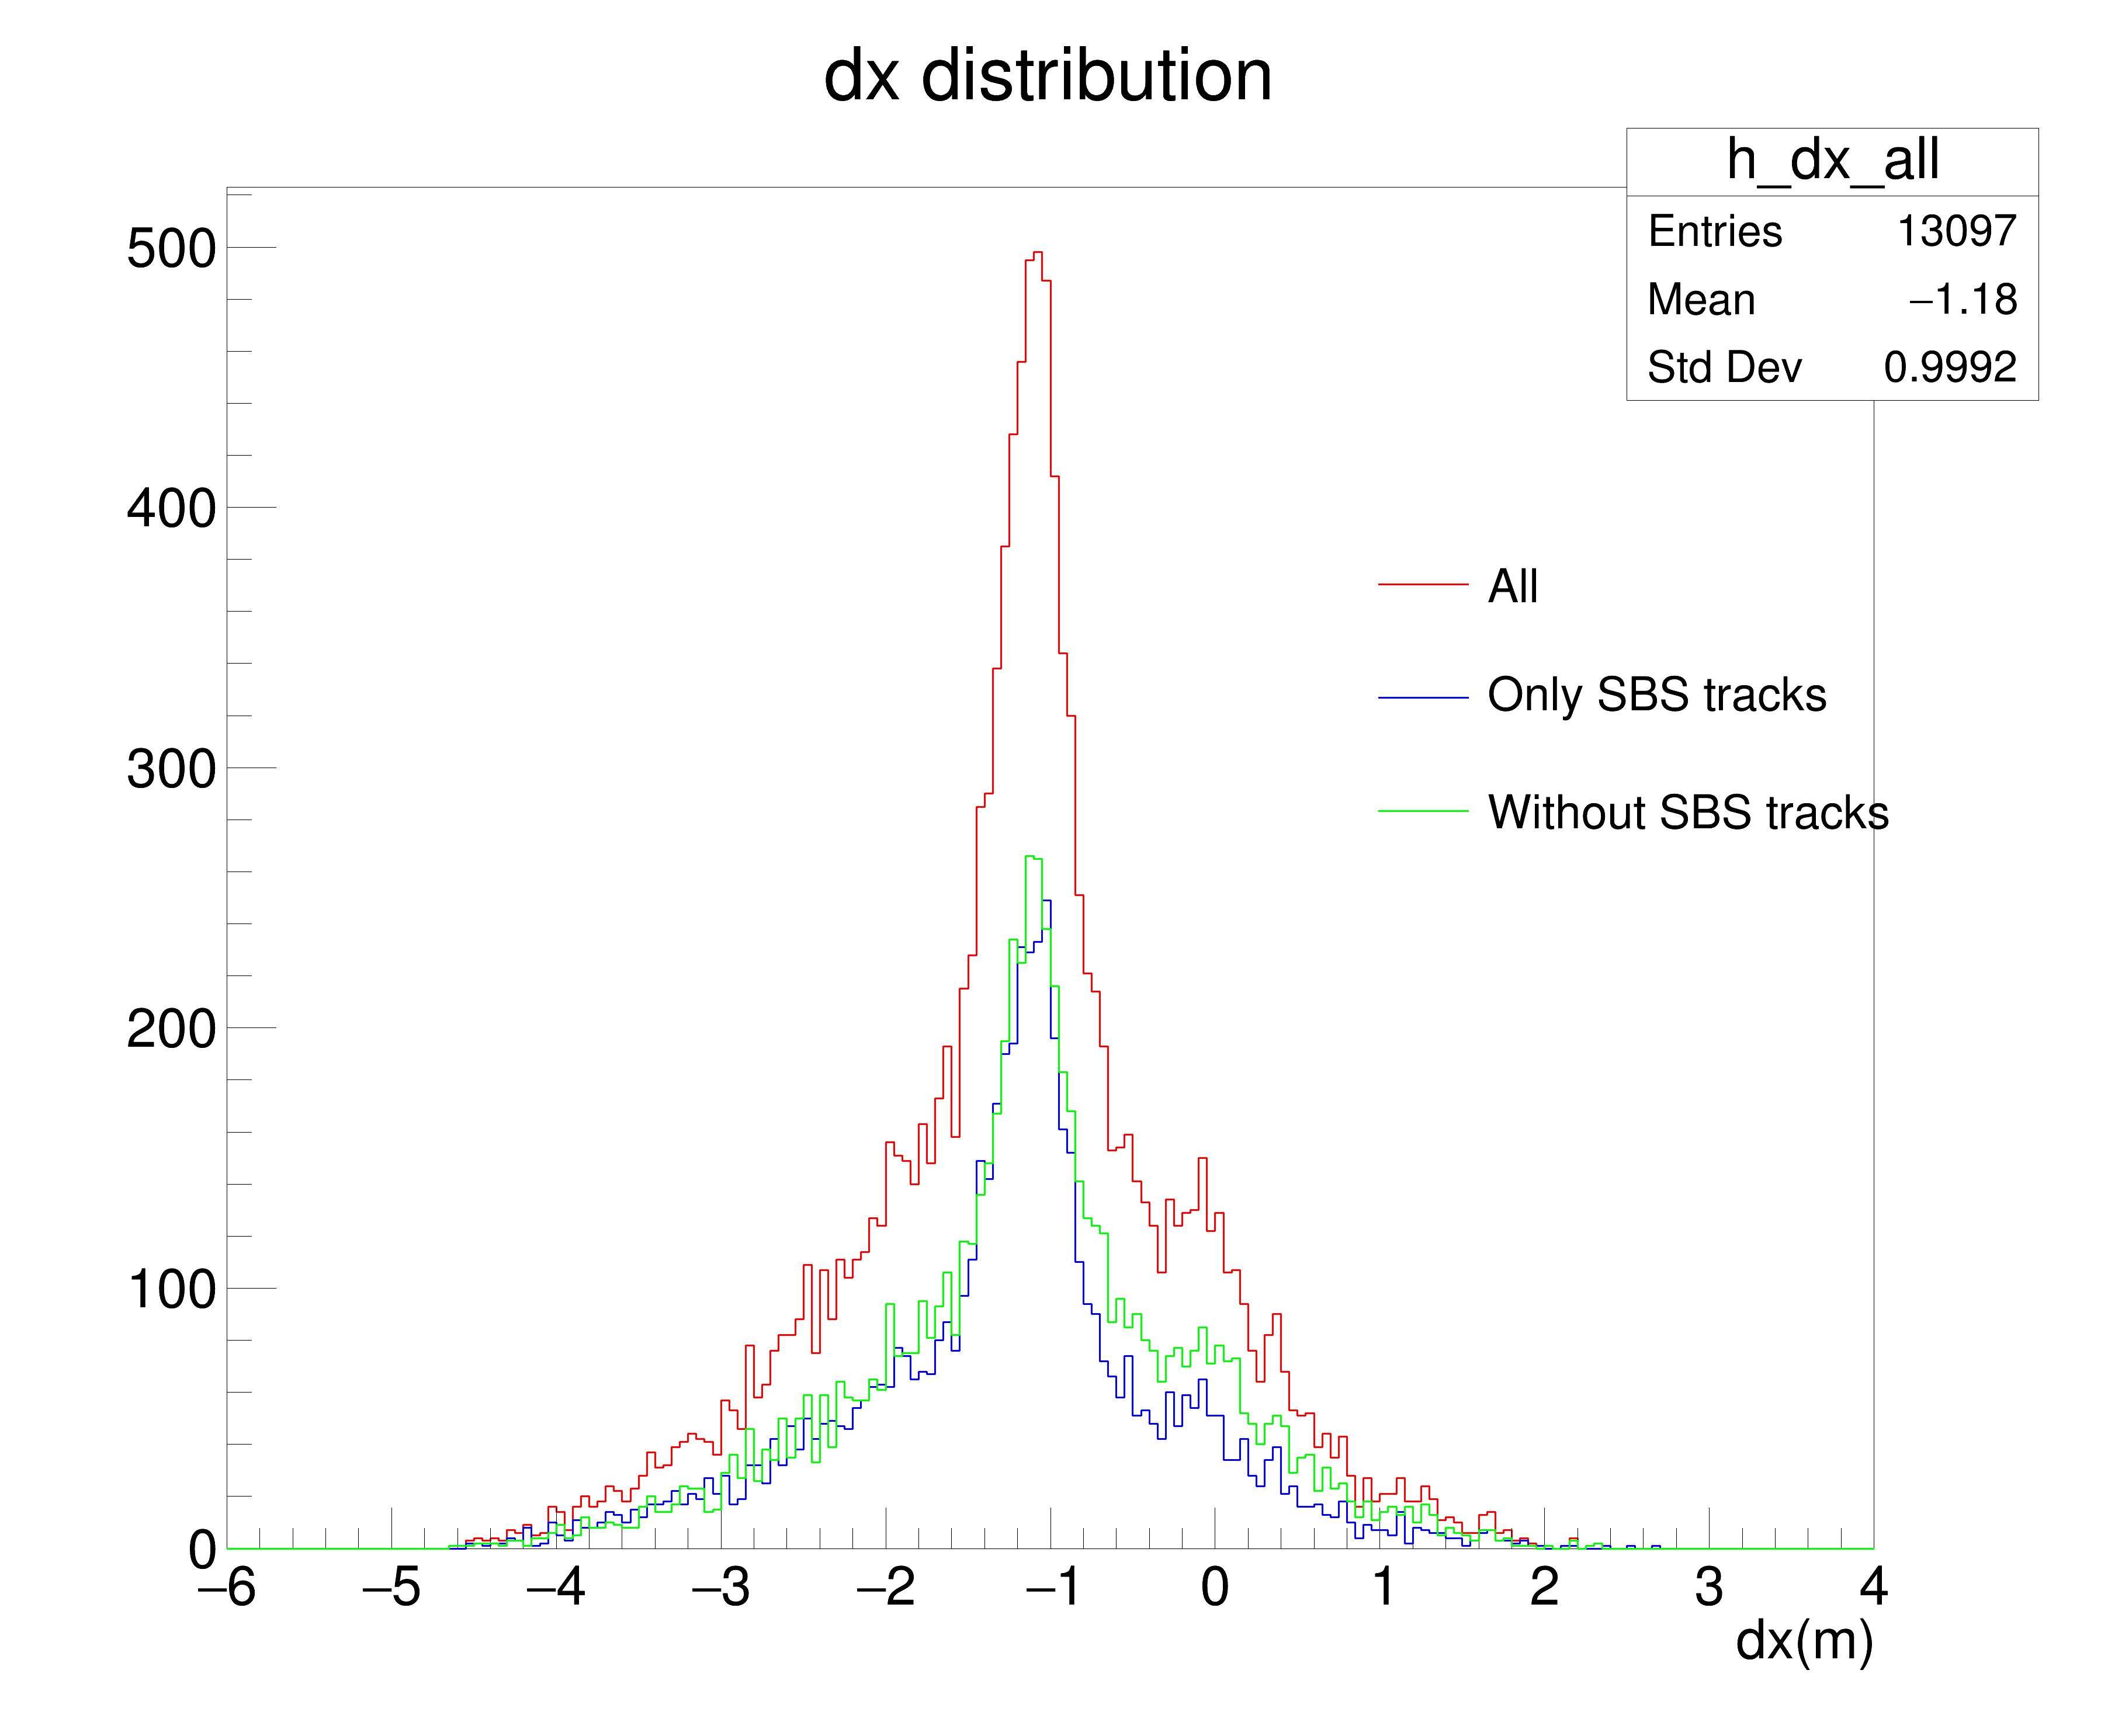 dx distribution
h_dx_all
Entries 13097
Mean −1.18
Std Dev 0.9992
500
400
300
200
100
0
All
Only SBS tracks
Without SBS tracks
−6 −5 −4 −3 −2 −1 0 1 2 3 4
dx(m)